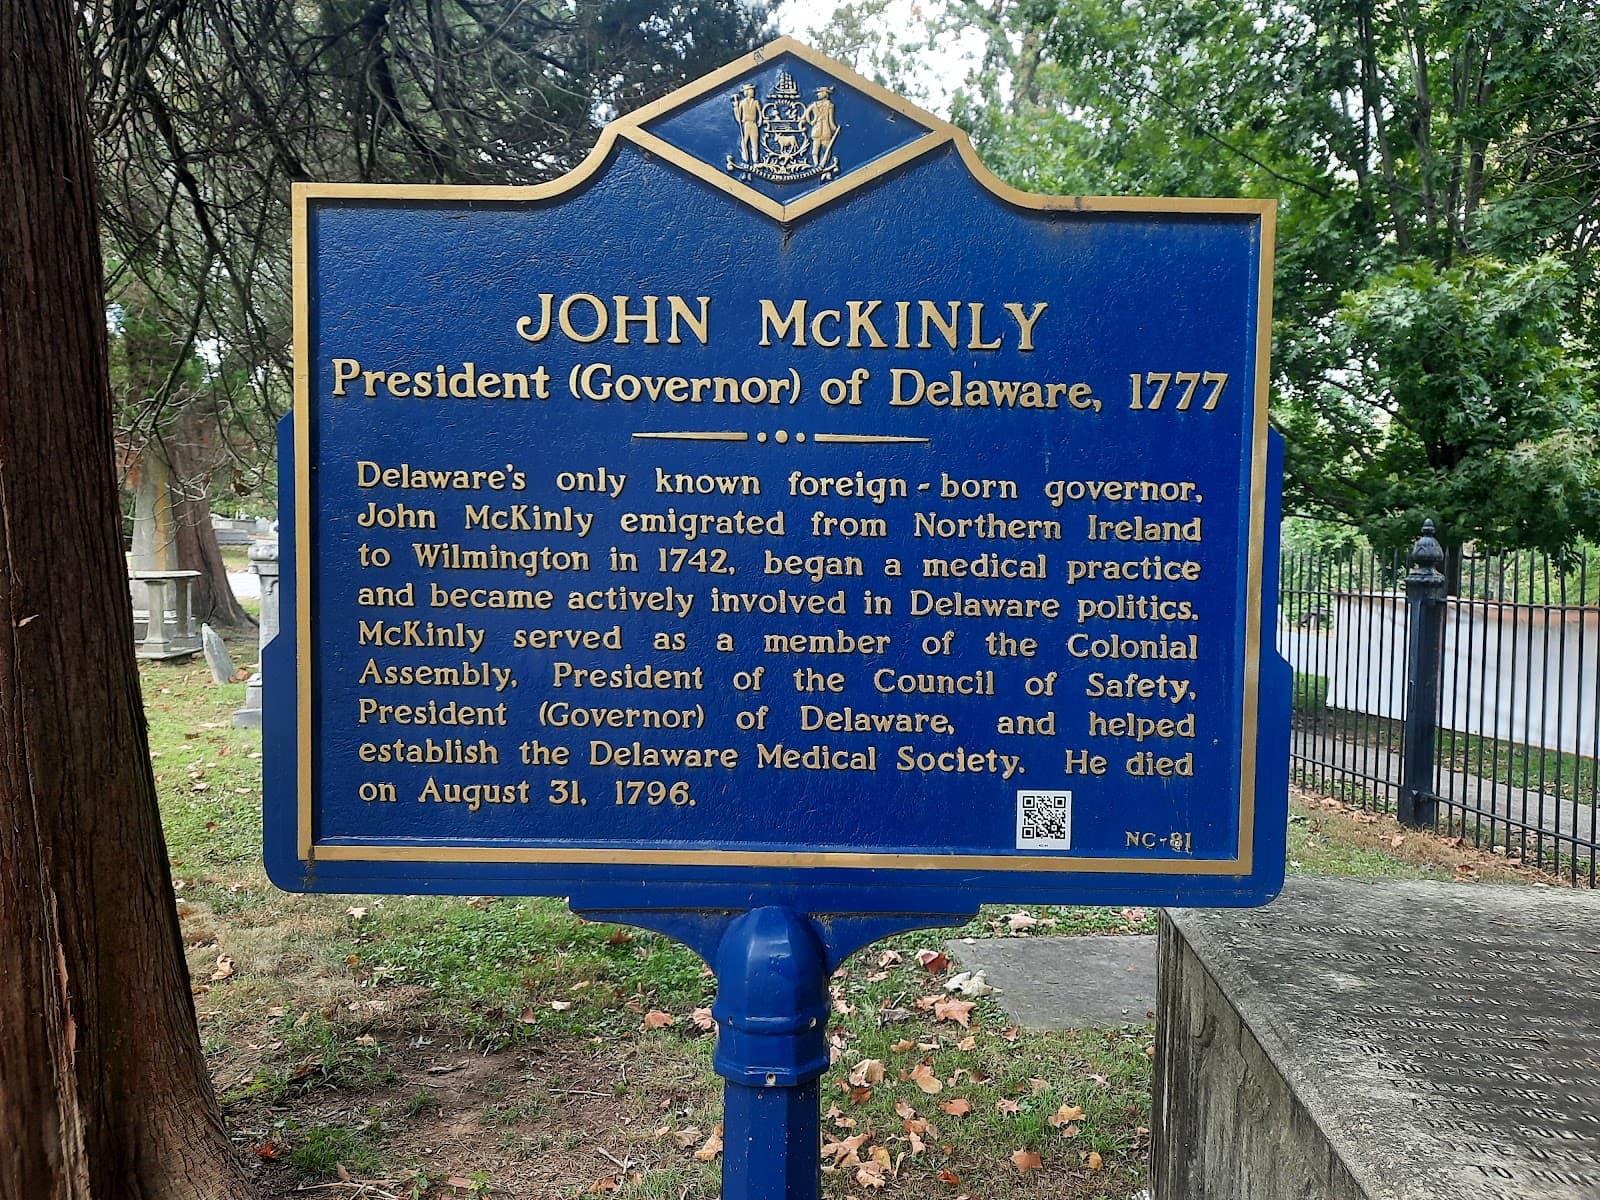 JOHN McKINLY
President (Governor) of Delaware, 1777
Delaware's only known foreign-born governor,
John McKinly emigrated from Northern Ireland
to Wilmington in 1742, began a medical practice
and became actively involved in Delaware politics.
McKinly served as a member of the Colonial
Assembly, President of the Council of Safety,
President (Governor) of Delaware, and helped
establish the Delaware Medical Society. He died
on August 31, 1796.
NC-81